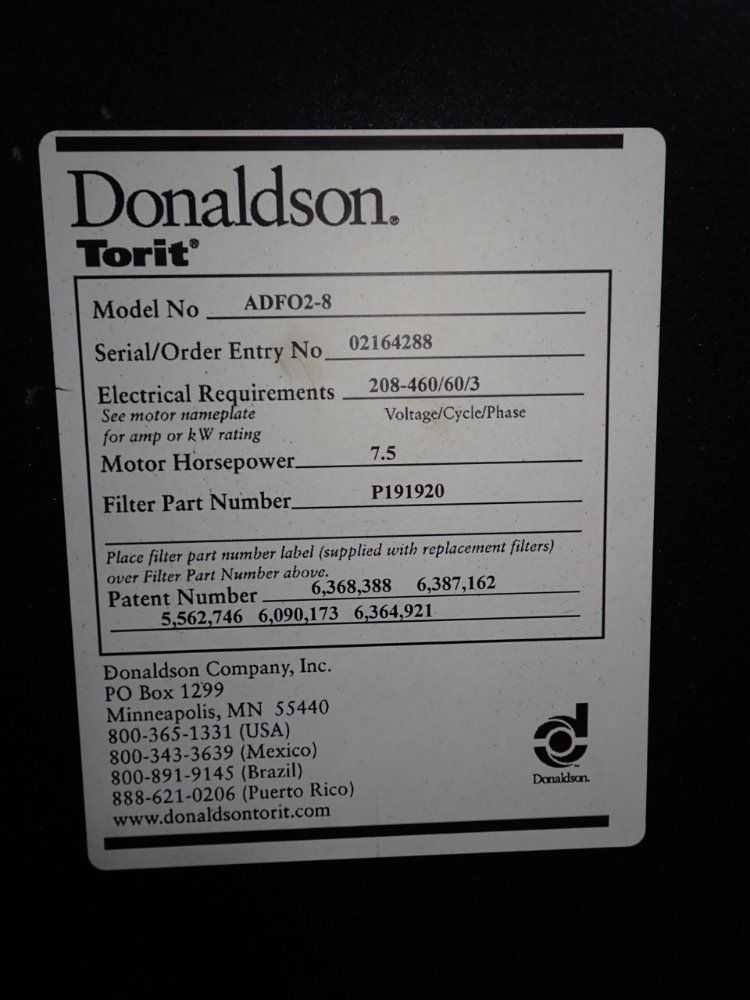 Donaldson.
Torit®
Model No ADFO2-8
Serial/Order Entry No 02164288
Electrical Requirements 208-460/60/3
See motor nameplate Voltage/Cycle/Phase
for amp or kW rating
Motor Horsepower 7.5
Filter Part Number P191920
Place filter part number label (supplied with replacement filters)
over Filter Part Number above.
Patent Number 6,368,388 6,387,162
5,562,746 6,090,173 6,364,921
Donaldson Company, Inc.
PO Box 1299
Minneapolis, MN 55440
800-365-1331 (USA)
800-343-3639 (Mexico)
800-891-9145 (Brazil)
888-621-0206 (Puerto Rico)
www.donaldsontorit.com
Donaldson.